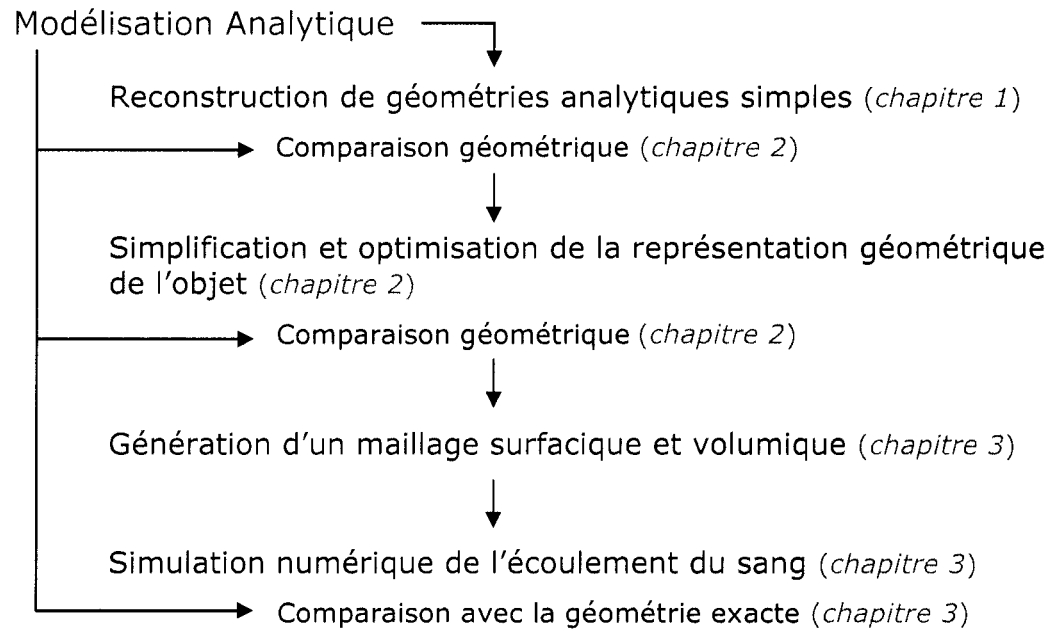 Modélisation Analytique
Reconstruction de géométries analytiques simples (chapitre 1)
Comparaison géométrique (chapitre 2)
Simplification et optimisation de la représentation géométrique
de l'objet (chapitre 2)
Comparaison géométrique (chapitre 2)
Génération d'un maillage surfacique et volumique (chapitre 3)
Simulation numérique de l'écoulement du sang (chapitre 3)
Comparaison avec la géométrie exacte (chapitre 3)